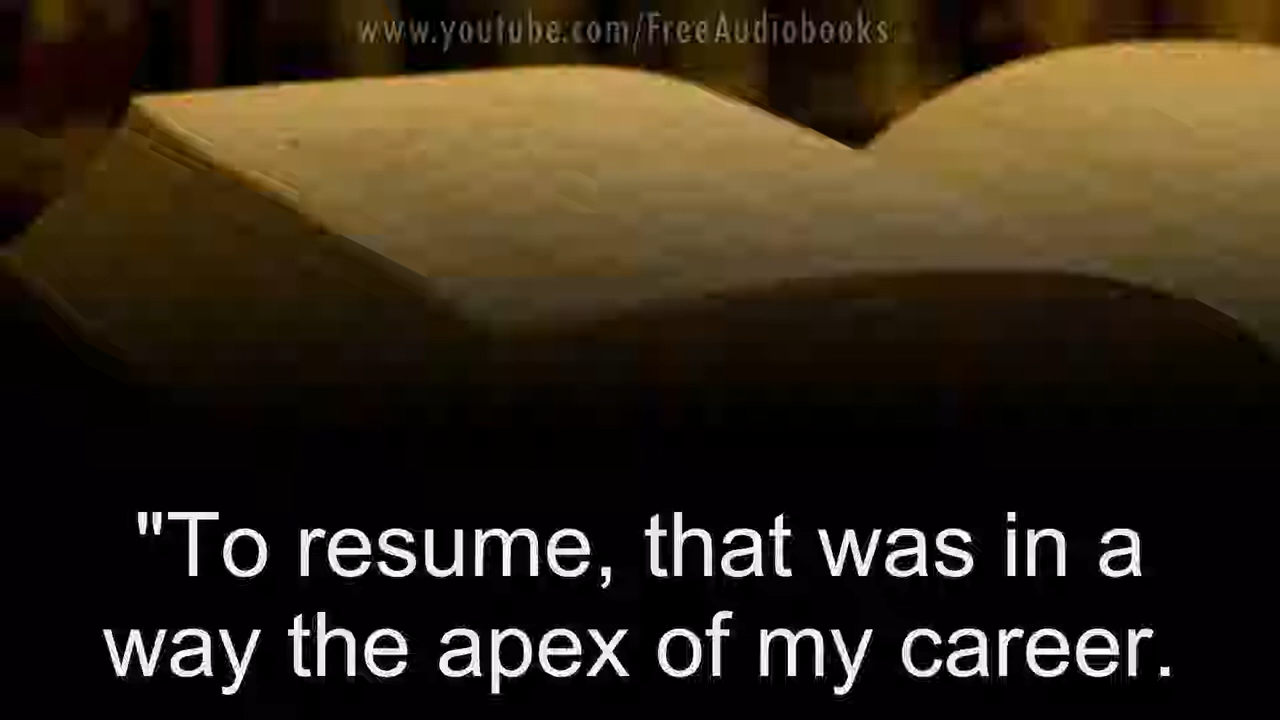 www.youtube.com/FreeAudiobooks
"To resume, that was in a
way the apex of my career.